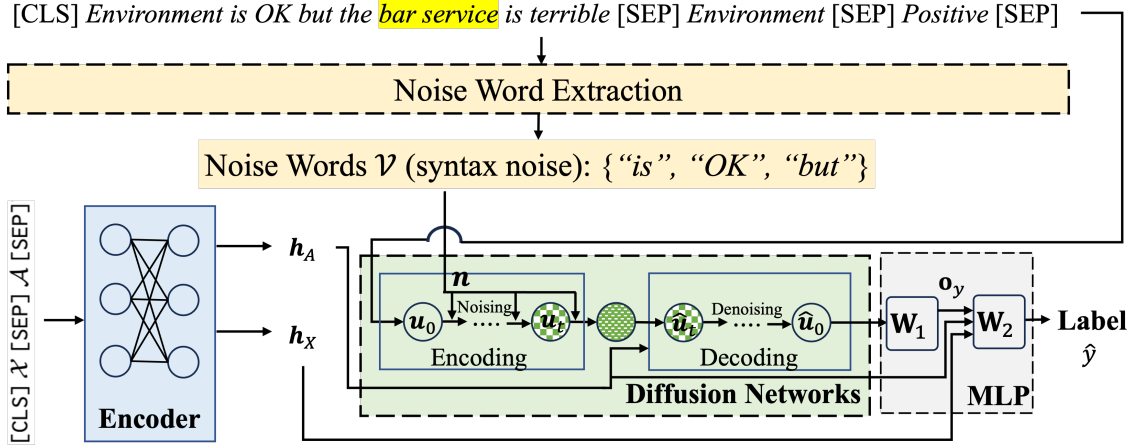 [CLS] Environment is OK but the bar service is terrible [SEP] Environment [SEP] Positive [SEP]
Noise Word Extraction
Noise Words 𝒱 (syntax noise): {“is”, “OK”, “but”}
[CLS] 𝒳 [SEP] 𝒜 [SEP]
Encoder
h_A
h_X
n
u_0
Noising
....
u_t
Encoding
û_t
Denoising
....
û_0
Decoding
Diffusion Networks
W_1
o_y
W_2
MLP
Label
ŷ